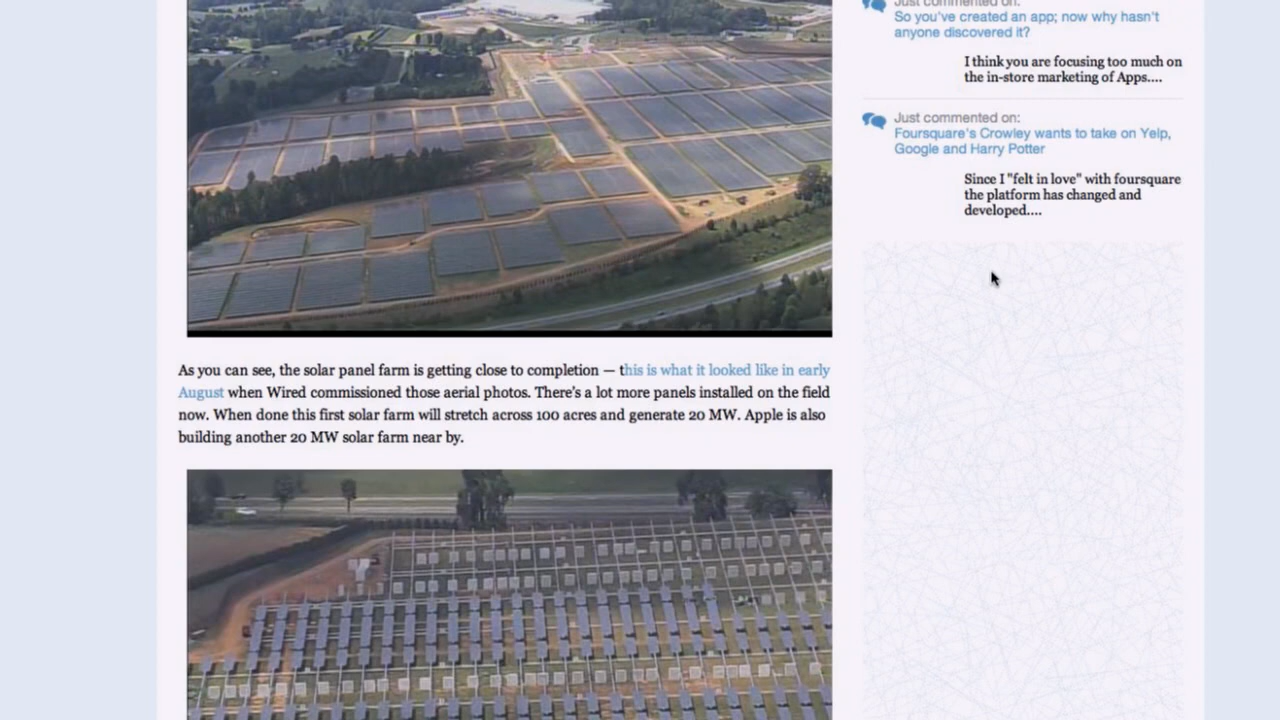 As you can see, the solar panel farm is getting close to completion — this is what it looked like in early
August when Wired commissioned those aerial photos. There's a lot more panels installed on the field
now. When done this first solar farm will stretch across 100 acres and generate 20 MW. Apple is also
building another 20 MW solar farm near by.
Just commented on:
So you've created an app; now why hasn't
anyone discovered it?
I think you are focusing too much on
the in-store marketing of Apps....
Just commented on:
Foursquare's Crowley wants to take on Yelp,
Google and Harry Potter
Since I "felt in love" with foursquare
the platform has changed and
developed....